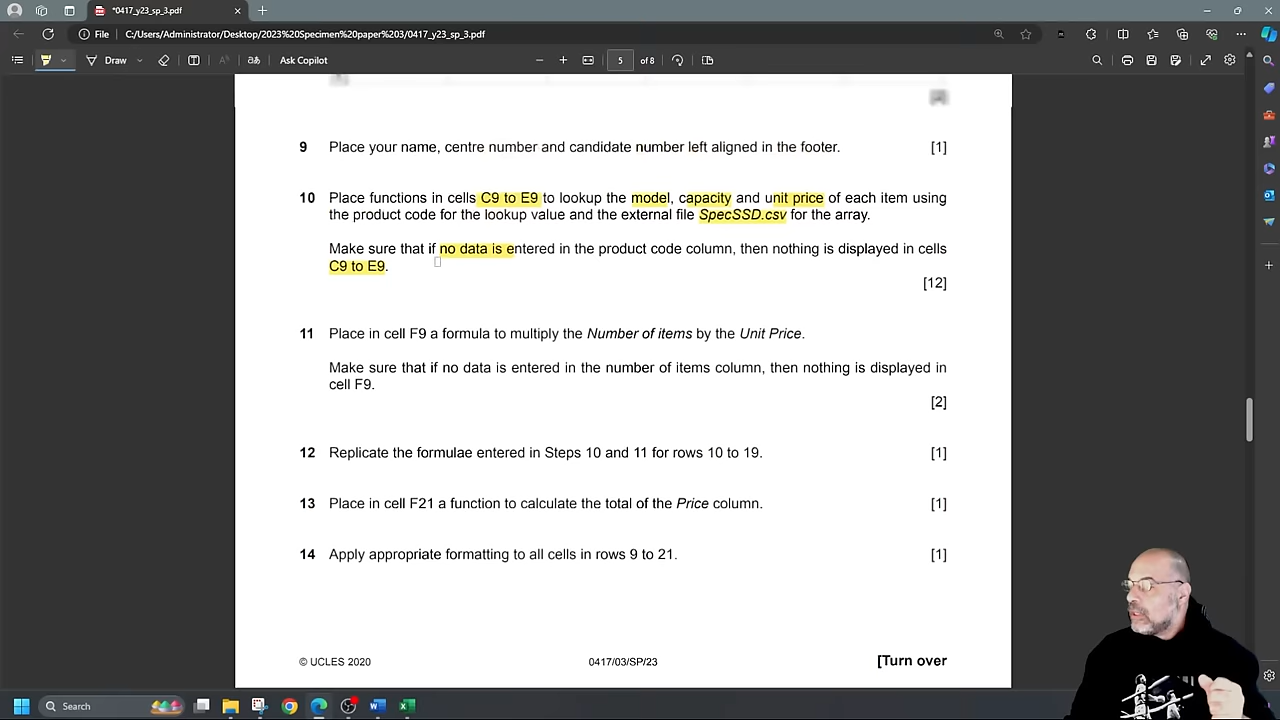 *0417_y23_sp_3.pdf
File C:/Users/Administrator/Desktop/2023%20Specimen%20paper%203/0417_y23_sp_3.pdf
Draw Ask Copilot 5 of 8
9 Place your name, centre number and candidate number left aligned in the footer. [1]
10 Place functions in cells C9 to E9 to lookup the model, capacity and unit price of each item using
the product code for the lookup value and the external file SpecSSD.csv for the array.
Make sure that if no data is entered in the product code column, then nothing is displayed in cells
C9 to E9.
[12]
11 Place in cell F9 a formula to multiply the Number of items by the Unit Price.
Make sure that if no data is entered in the number of items column, then nothing is displayed in
cell F9.
[2]
12 Replicate the formulae entered in Steps 10 and 11 for rows 10 to 19. [1]
13 Place in cell F21 a function to calculate the total of the Price column. [1]
14 Apply appropriate formatting to all cells in rows 9 to 21. [1]
© UCLES 2020 0417/03/SP/23 [Turn over
Search